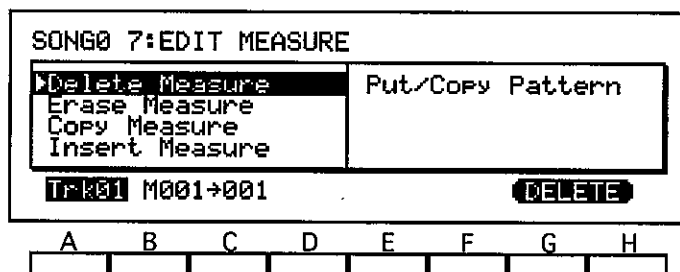 SONG0 7:EDIT MEASURE
Delete Measure Put/Copy Pattern
Erase Measure
Copy Measure
Insert Measure
Trk01 M001→001 DELETE
A B C D E F G H